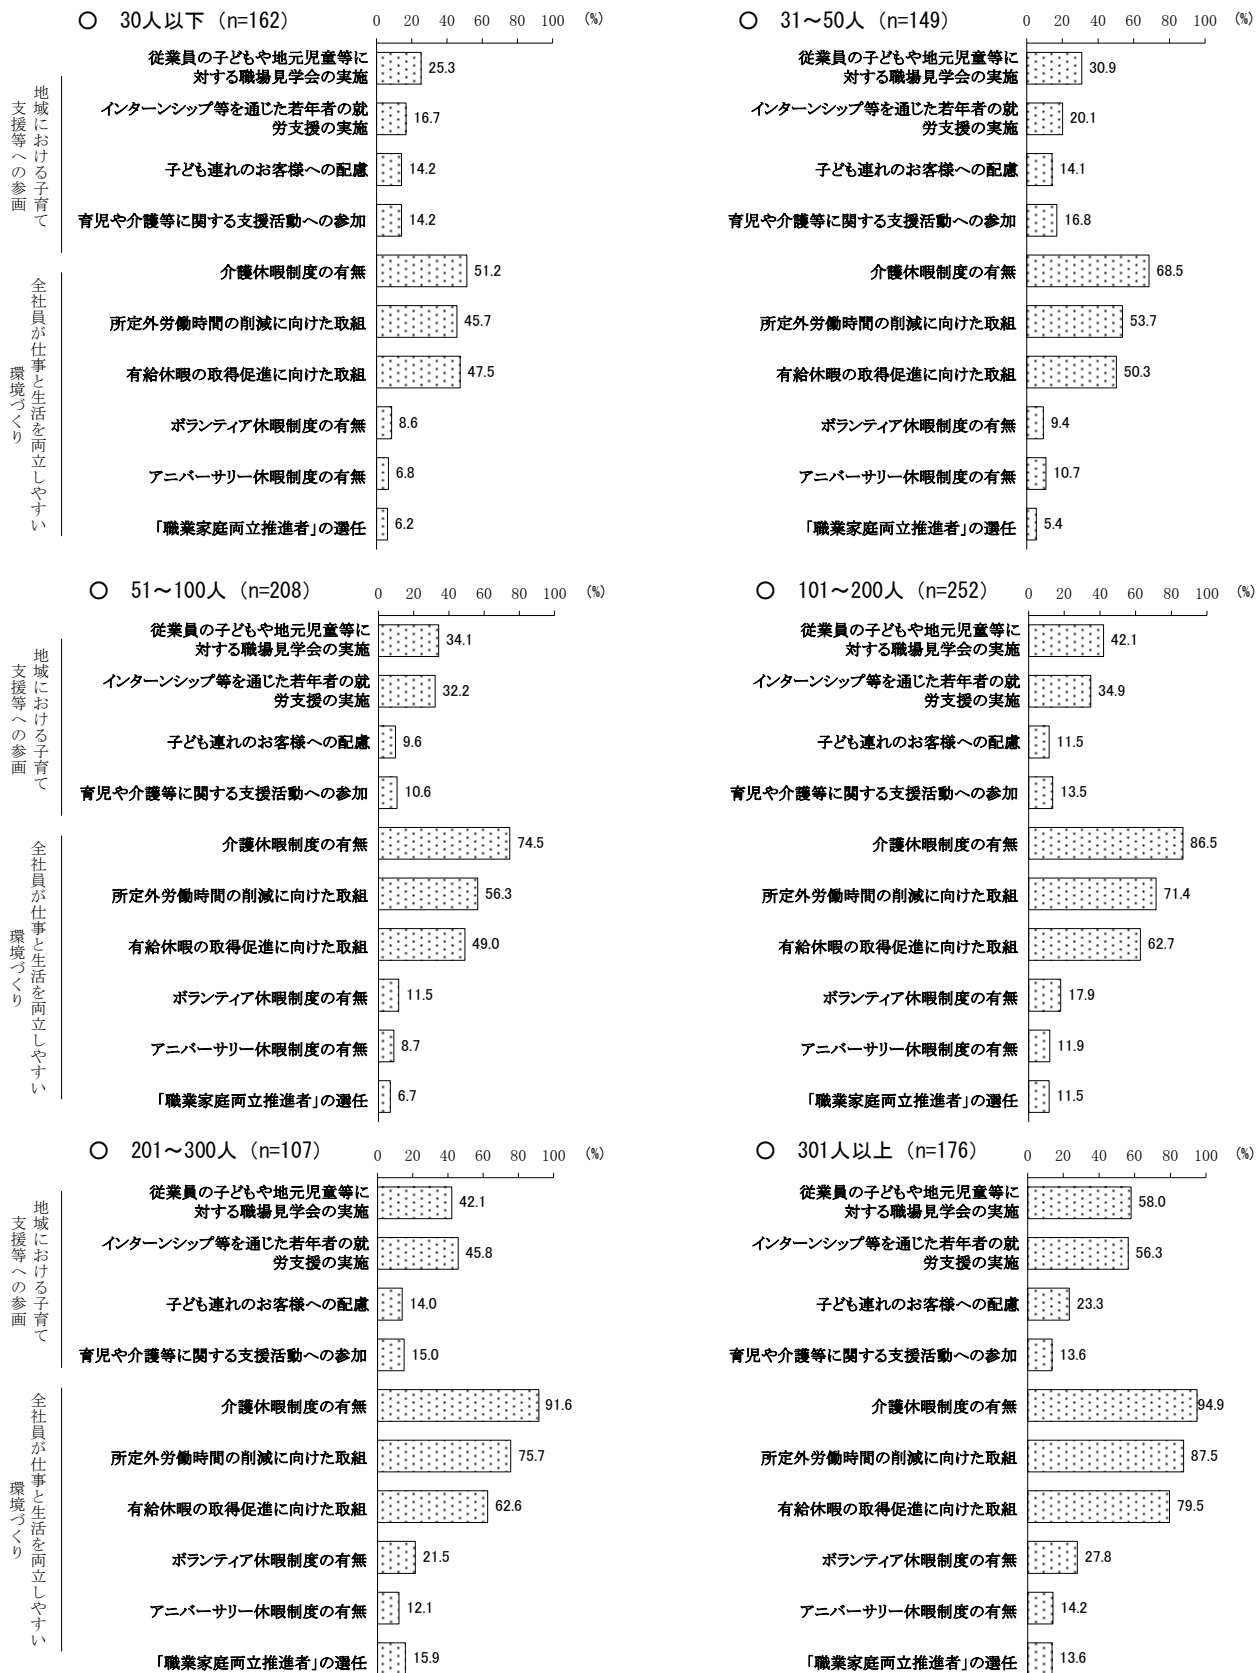 ○ 30人以下（n=162）
0 20 40 60 80 100 (%)
地域における子育て
支援等への参画
従業員の子どもや地元児童等に
対する職場見学会の実施
25.3
インターンシップ等を通じた若年者の就
労支援の実施
16.7
子ども連れのお客様への配慮
14.2
育児や介護等に関する支援活動への参加
14.2
全社員が仕事と生活を両立しやすい
環境づくり
介護休暇制度の有無
51.2
所定外労働時間の削減に向けた取組
45.7
有給休暇の取得促進に向けた取組
47.5
ボランティア休暇制度の有無
8.6
アニバーサリー休暇制度の有無
6.8
「職業家庭両立推進者」の選任
6.2
○ 31～50人（n=149）
0 20 40 60 80 100 (%)
従業員の子どもや地元児童等に
対する職場見学会の実施
30.9
インターンシップ等を通じた若年者の就
労支援の実施
20.1
子ども連れのお客様への配慮
14.1
育児や介護等に関する支援活動への参加
16.8
介護休暇制度の有無
68.5
所定外労働時間の削減に向けた取組
53.7
有給休暇の取得促進に向けた取組
50.3
ボランティア休暇制度の有無
9.4
アニバーサリー休暇制度の有無
10.7
「職業家庭両立推進者」の選任
5.4
○ 51～100人（n=208）
0 20 40 60 80 100 (%)
地域における子育て
支援等への参画
従業員の子どもや地元児童等に
対する職場見学会の実施
34.1
インターンシップ等を通じた若年者の就
労支援の実施
32.2
子ども連れのお客様への配慮
9.6
育児や介護等に関する支援活動への参加
10.6
全社員が仕事と生活を両立しやすい
環境づくり
介護休暇制度の有無
74.5
所定外労働時間の削減に向けた取組
56.3
有給休暇の取得促進に向けた取組
49.0
ボランティア休暇制度の有無
11.5
アニバーサリー休暇制度の有無
8.7
「職業家庭両立推進者」の選任
6.7
○ 101～200人（n=252）
0 20 40 60 80 100 (%)
従業員の子どもや地元児童等に
対する職場見学会の実施
42.1
インターンシップ等を通じた若年者の就
労支援の実施
34.9
子ども連れのお客様への配慮
11.5
育児や介護等に関する支援活動への参加
13.5
介護休暇制度の有無
86.5
所定外労働時間の削減に向けた取組
71.4
有給休暇の取得促進に向けた取組
62.7
ボランティア休暇制度の有無
17.9
アニバーサリー休暇制度の有無
11.9
「職業家庭両立推進者」の選任
11.5
○ 201～300人（n=107）
0 20 40 60 80 100 (%)
地域における子育て
支援等への参画
従業員の子どもや地元児童等に
対する職場見学会の実施
42.1
インターンシップ等を通じた若年者の就
労支援の実施
45.8
子ども連れのお客様への配慮
14.0
育児や介護等に関する支援活動への参加
15.0
全社員が仕事と生活を両立しやすい
環境づくり
介護休暇制度の有無
91.6
所定外労働時間の削減に向けた取組
75.7
有給休暇の取得促進に向けた取組
62.6
ボランティア休暇制度の有無
21.5
アニバーサリー休暇制度の有無
12.1
「職業家庭両立推進者」の選任
15.9
○ 301人以上（n=176）
0 20 40 60 80 100 (%)
従業員の子どもや地元児童等に
対する職場見学会の実施
58.0
インターンシップ等を通じた若年者の就
労支援の実施
56.3
子ども連れのお客様への配慮
23.3
育児や介護等に関する支援活動への参加
13.6
介護休暇制度の有無
94.9
所定外労働時間の削減に向けた取組
87.5
有給休暇の取得促進に向けた取組
79.5
ボランティア休暇制度の有無
27.8
アニバーサリー休暇制度の有無
14.2
「職業家庭両立推進者」の選任
13.6